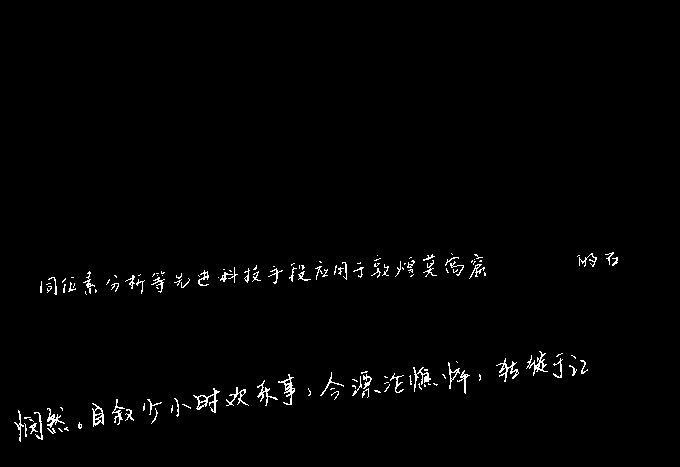 同位素分析等先进科技手段应用于敦煌莫高窟 的石
悯然。自叙少小时欢乐事，今漂沦憔悴，转徙于江